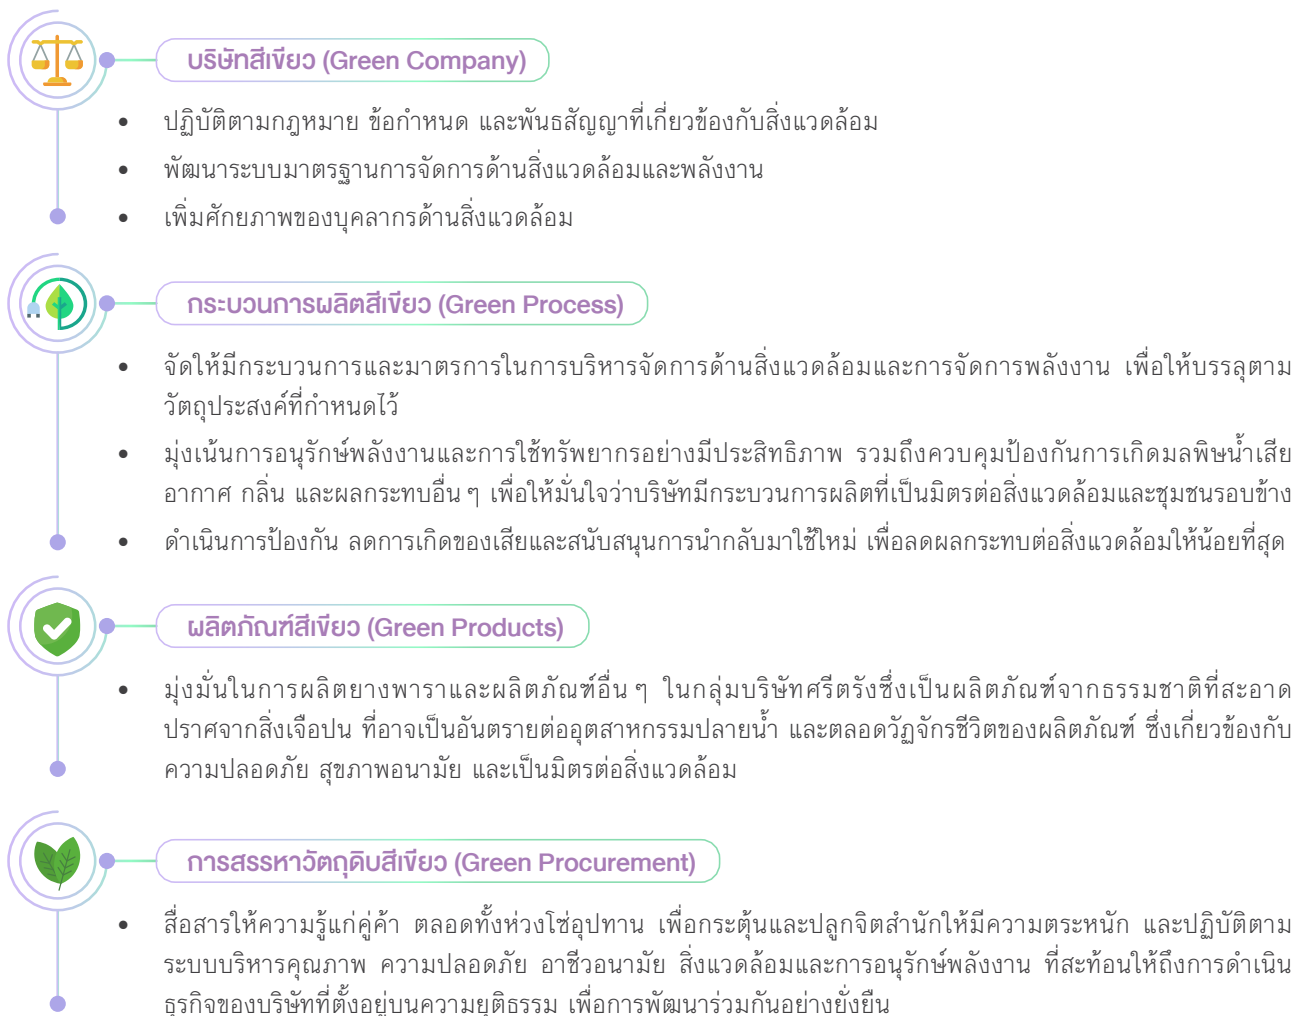 บริษัทสีเขียว (Green Company)
• ปฏิบัติตามกฎหมาย ข้อกำหนด และพันธสัญญาที่เกี่ยวข้องกับสิ่งแวดล้อม
• พัฒนาระบบมาตรฐานการจัดการด้านสิ่งแวดล้อมและพลังงาน
• เพิ่มศักยภาพของบุคลากรด้านสิ่งแวดล้อม
กระบวนการผลิตสีเขียว (Green Process)
• จัดให้มีกระบวนการและมาตรการในการบริหารจัดการด้านสิ่งแวดล้อมและการจัดการพลังงาน เพื่อให้บรรลุตาม
วัตถุประสงค์ที่กำหนดไว้
• มุ่งเน้นการอนุรักษ์พลังงานและการใช้ทรัพยากรอย่างมีประสิทธิภาพ รวมถึงควบคุมป้องกันการเกิดมลพิษน้ำเสีย
อากาศ กลิ่น และผลกระทบอื่น ๆ เพื่อให้มั่นใจว่าบริษัทมีกระบวนการผลิตที่เป็นมิตรต่อสิ่งแวดล้อมและชุมชนรอบข้าง
• ดำเนินการป้องกัน ลดการเกิดของเสียและสนับสนุนการนำกลับมาใช้ใหม่ เพื่อลดผลกระทบต่อสิ่งแวดล้อมให้น้อยที่สุด
ผลิตภัณฑ์สีเขียว (Green Products)
• มุ่งมั่นในการผลิตยางพาราและผลิตภัณฑ์อื่น ๆ ในกลุ่มบริษัทศรีตรังซึ่งเป็นผลิตภัณฑ์จากธรรมชาติที่สะอาด
ปราศจากสิ่งเจือปน ที่อาจเป็นอันตรายต่ออุตสาหกรรมปลายน้ำ และตลอดวัฏจักรชีวิตของผลิตภัณฑ์ ซึ่งเกี่ยวข้องกับ
ความปลอดภัย สุขภาพอนามัย และเป็นมิตรต่อสิ่งแวดล้อม
การสรรหาวัตถุดิบสีเขียว (Green Procurement)
• สื่อสารให้ความรู้แก่คู่ค้า ตลอดทั้งห่วงโซ่อุปทาน เพื่อกระตุ้นและปลูกจิตสำนักให้มีความตระหนัก และปฏิบัติตาม
ระบบบริหารคุณภาพ ความปลอดภัย อาชีวอนามัย สิ่งแวดล้อมและการอนุรักษ์พลังงาน ที่สะท้อนให้ถึงการดำเนิน
ธุรกิจของบริษัทที่ตั้งอยู่บนความยุติธรรม เพื่อการพัฒนาร่วมกันอย่างยั่งยืน